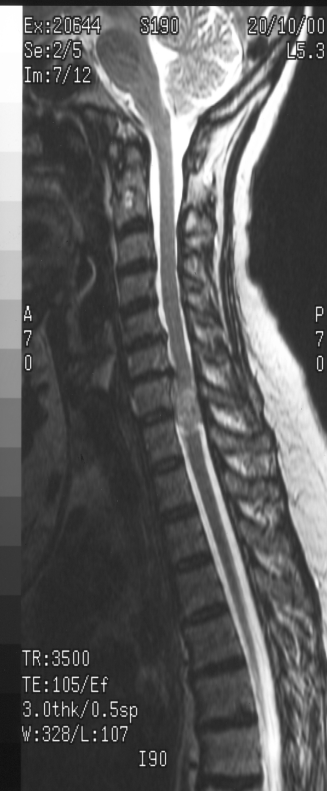 Ex:20644 S190 20/10/00
Se:2/5 L5.3
Im:7/12
A P
7 7
0 0
TR:3500
TE:105/Ef
3.0thk/0.5sp
W:328/L:107
I90